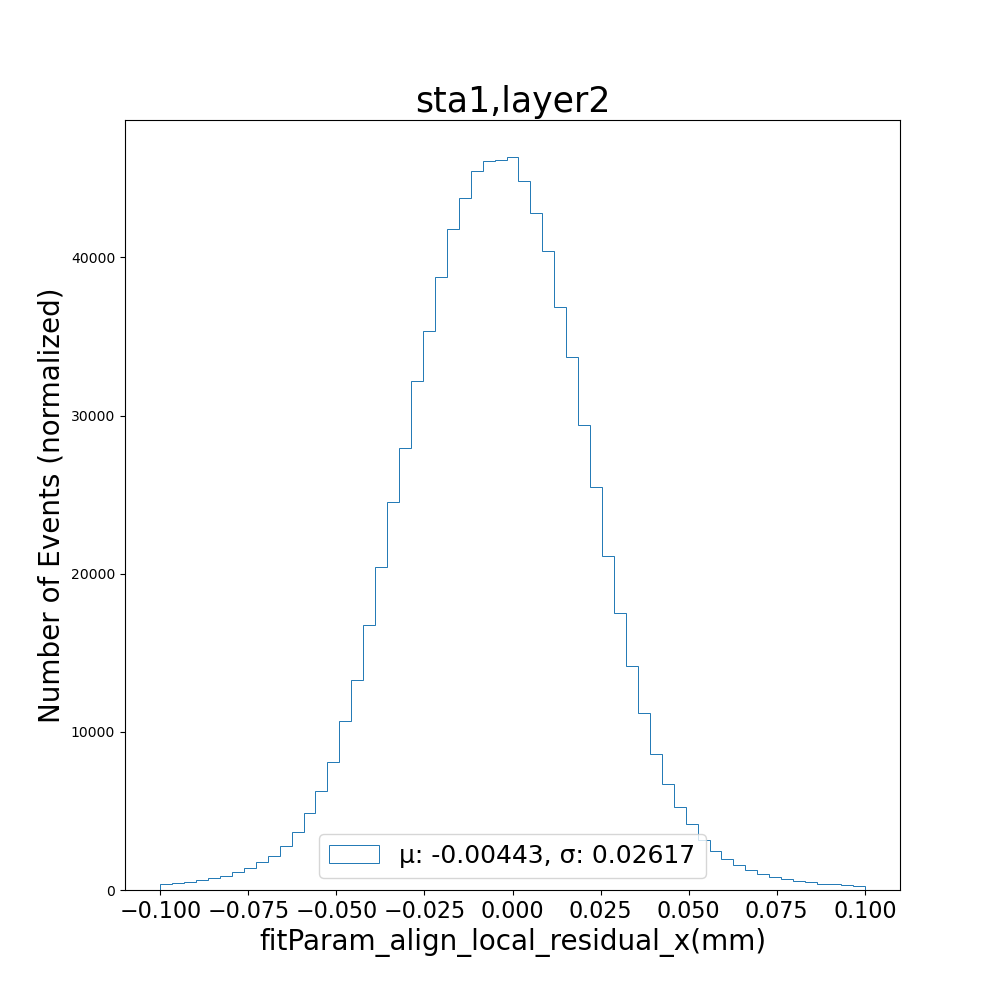 sta1,layer2
Number of Events (normalized)
40000
30000
20000
10000
0
μ: -0.00443, σ: 0.02617
−0.100 −0.075 −0.050 −0.025 0.000 0.025 0.050 0.075 0.100
fitParam_align_local_residual_x(mm)